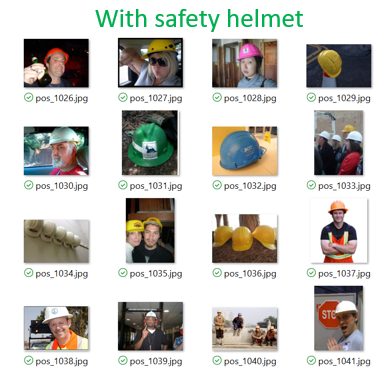 With safety helmet
pos_1026.jpg pos_1027.jpg pos_1028.jpg pos_1029.jpg
pos_1030.jpg pos_1031.jpg pos_1032.jpg pos_1033.jpg
pos_1034.jpg pos_1035.jpg pos_1036.jpg pos_1037.jpg
STOP
pos_1038.jpg pos_1039.jpg pos_1040.jpg pos_1041.jpg